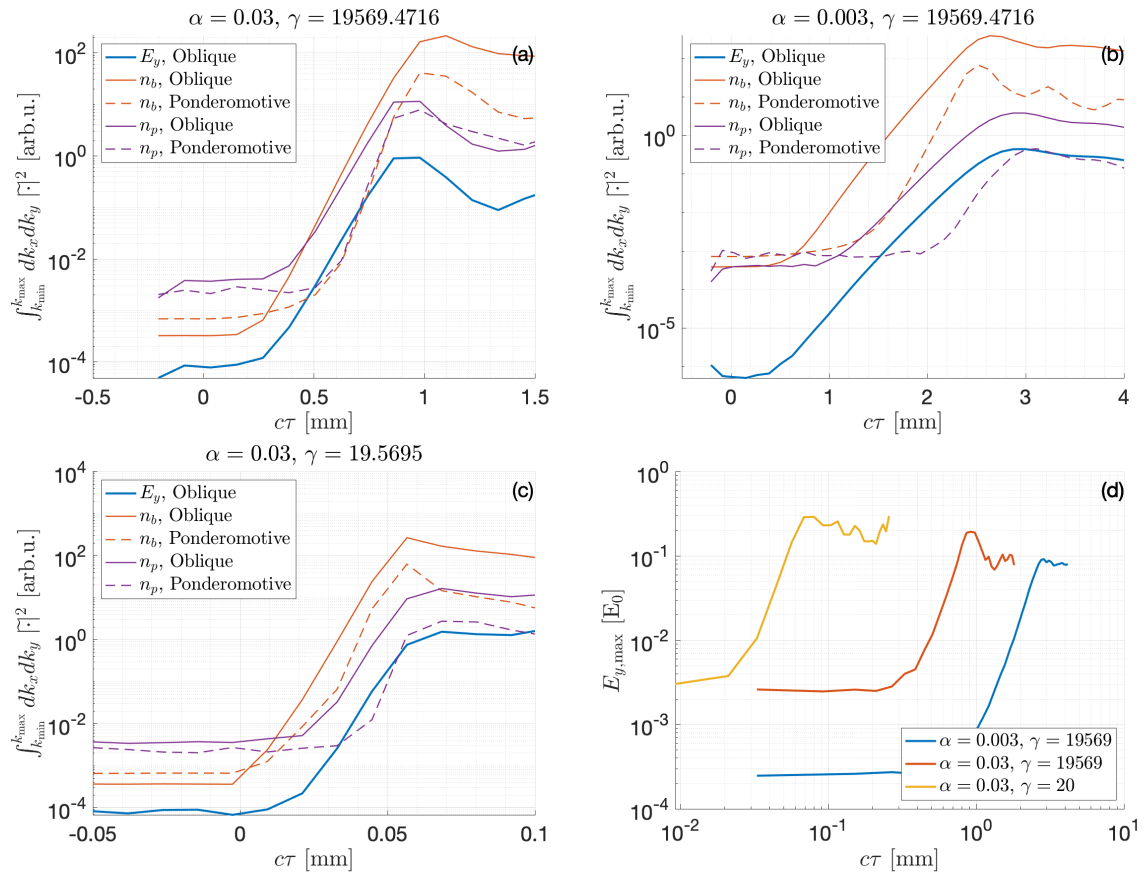 α = 0.03, γ = 19569.4716
(a)
E_y, Oblique
n_b, Oblique
n_b, Ponderomotive
n_p, Oblique
n_p, Ponderomotive
10^2
10^0
10^-2
10^-4
-0.5 0 0.5 1 1.5
cτ [mm]
∫_{k_min}^{k_max} dk_x dk_y |~·|^2 [arb.u.]
α = 0.003, γ = 19569.4716
(b)
E_y, Oblique
n_b, Oblique
n_b, Ponderomotive
n_p, Oblique
n_p, Ponderomotive
10^0
10^-5
0 1 2 3 4
cτ [mm]
∫_{k_min}^{k_max} dk_x dk_y |~·|^2 [arb.u.]
α = 0.03, γ = 19.5695
(c)
E_y, Oblique
n_b, Oblique
n_b, Ponderomotive
n_p, Oblique
n_p, Ponderomotive
10^4
10^2
10^0
10^-2
10^-4
-0.05 0 0.05 0.1
cτ [mm]
∫_{k_min}^{k_max} dk_x dk_y |~·|^2 [arb.u.]
(d)
10^0
10^-1
10^-2
10^-3
10^-4
E_{y,max} [E_0]
α = 0.003, γ = 19569
α = 0.03, γ = 19569
α = 0.03, γ = 20
10^-2 10^-1 10^0 10^1
cτ [mm]